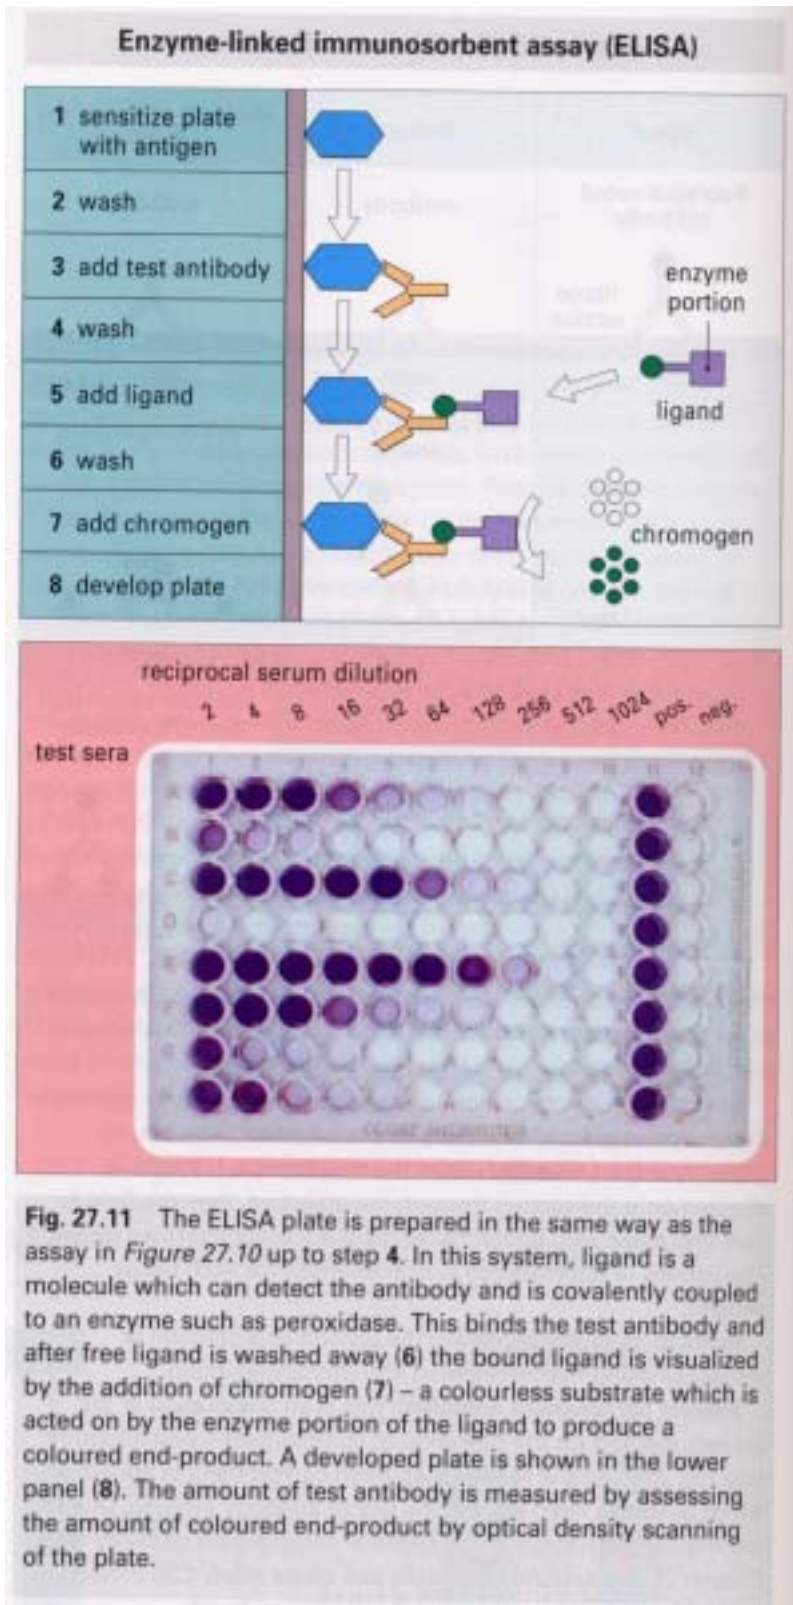 Enzyme-linked immunosorbent assay (ELISA)
1 sensitize plate
with antigen
2 wash
3 add test antibody
4 wash
5 add ligand
6 wash
7 add chromogen
8 develop plate
enzyme
portion
ligand
chromogen
reciprocal serum dilution
2 4 8 16 32 64 128 256 512 1024 pos. neg.
test sera
A
B
C
D
E
F
G
Fig. 27.11 The ELISA plate is prepared in the same way as the
assay in Figure 27.10 up to step 4. In this system, ligand is a
molecule which can detect the antibody and is covalently coupled
to an enzyme such as peroxidase. This binds the test antibody and
after free ligand is washed away (6) the bound ligand is visualized
by the addition of chromogen (7) – a colourless substrate which is
acted on by the enzyme portion of the ligand to produce a
coloured end-product. A developed plate is shown in the lower
panel (8). The amount of test antibody is measured by assessing
the amount of coloured end-product by optical density scanning
of the plate.